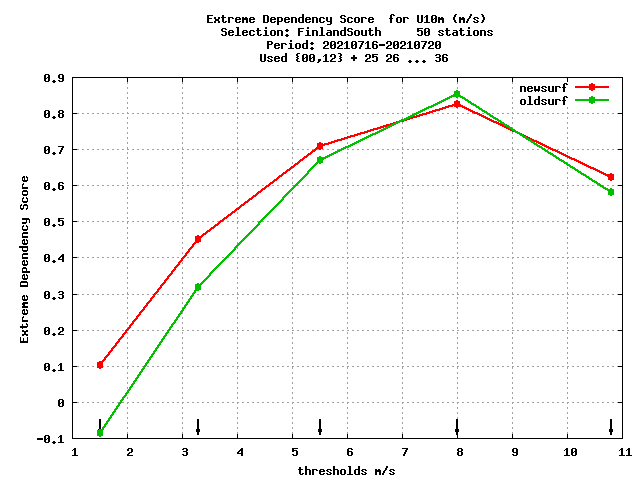 Extreme Dependency Score  for U10m (m/s)
Selection: FinlandSouth     50 stations
Period: 20210716-20210720
Used {00,12} + 25 26 ... 36
newsurf
oldsurf
Extreme Dependency Score
0.9
0.8
0.7
0.6
0.5
0.4
0.3
0.2
0.1
0
-0.1
1 2 3 4 5 6 7 8 9 10 11
thresholds m/s